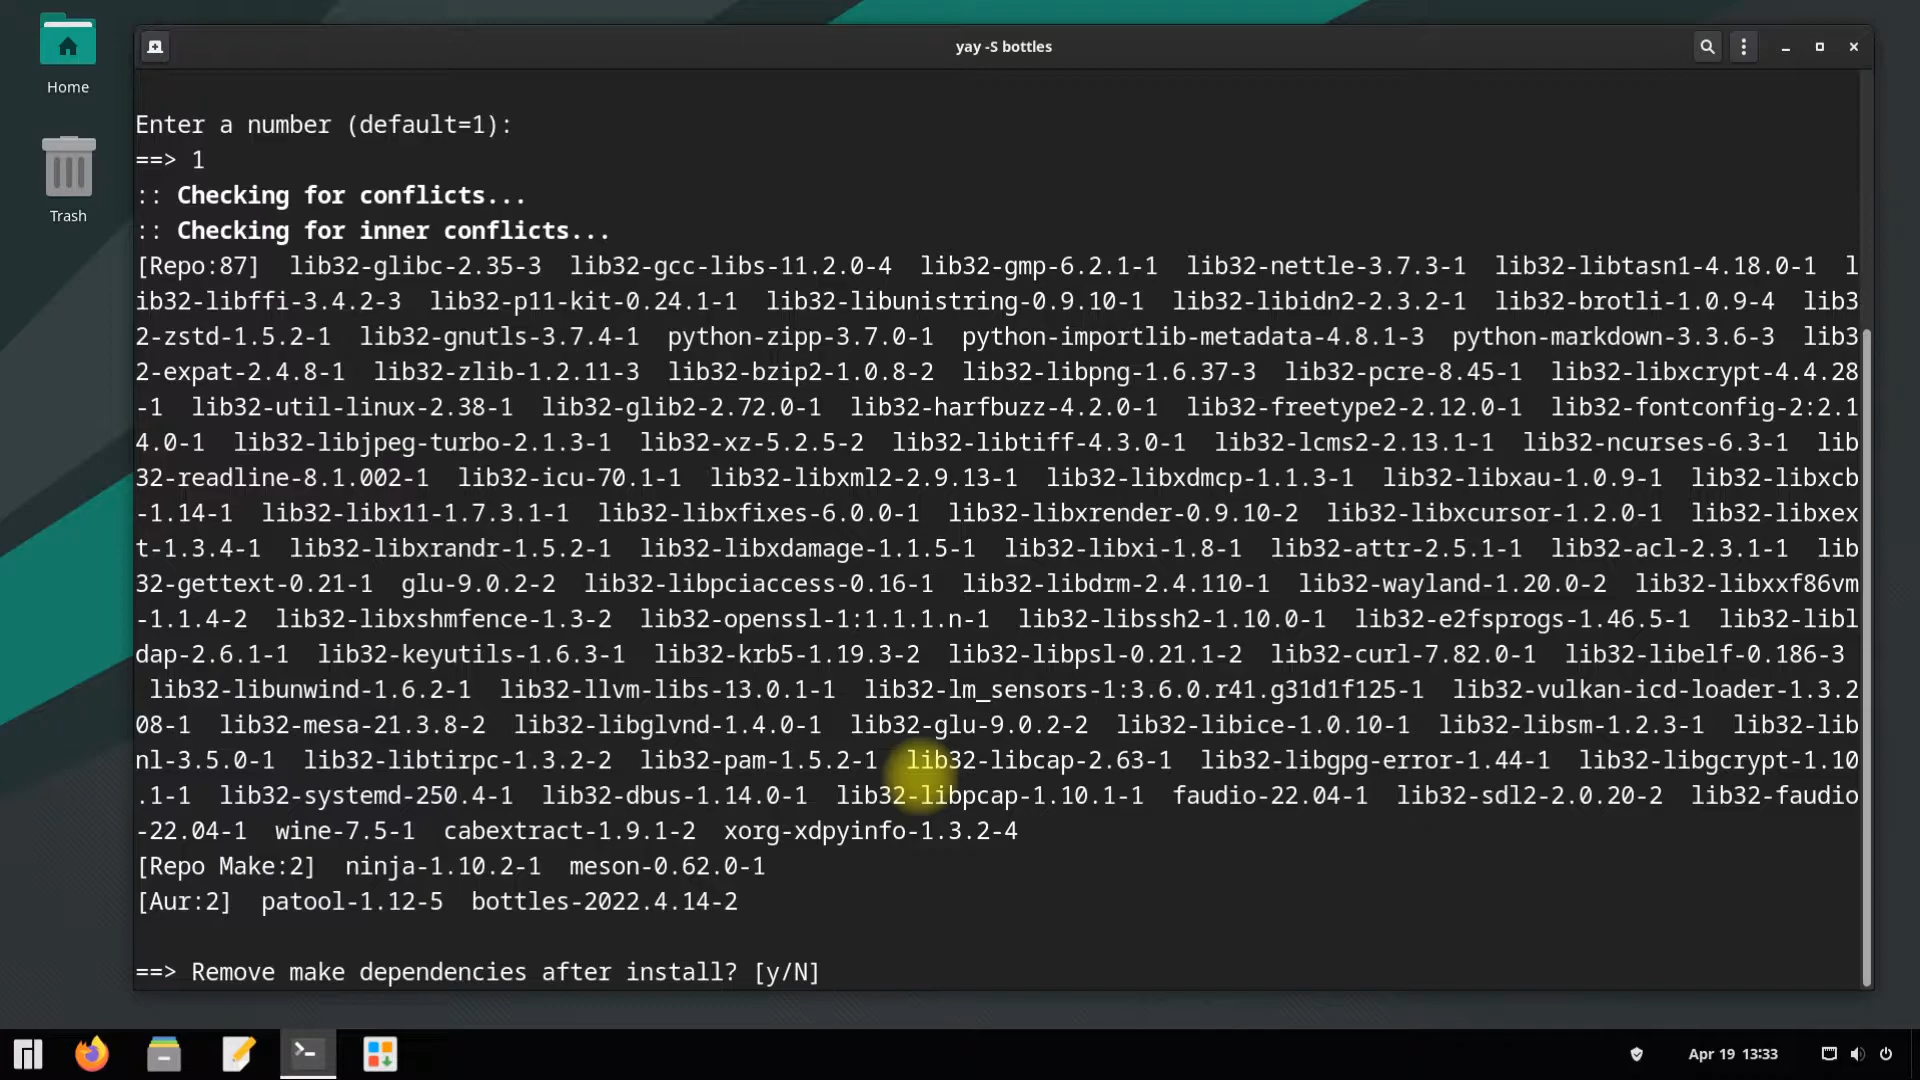 yay -S bottles
Home
Trash
Enter a number (default=1):
==> 1
:: Checking for conflicts...
:: Checking for inner conflicts...
[Repo:87]  lib32-glibc-2.35-3  lib32-gcc-libs-11.2.0-4  lib32-gmp-6.2.1-1  lib32-nettle-3.7.3-1  lib32-libtasn1-4.18.0-1  l
ib32-libffi-3.4.2-3  lib32-p11-kit-0.24.1-1  lib32-libunistring-0.9.10-1  lib32-libidn2-2.3.2-1  lib32-brotli-1.0.9-4  lib3
2-zstd-1.5.2-1  lib32-gnutls-3.7.4-1  python-zipp-3.7.0-1  python-importlib-metadata-4.8.1-3  python-markdown-3.3.6-3  lib3
2-expat-2.4.8-1  lib32-zlib-1.2.11-3  lib32-bzip2-1.0.8-2  lib32-libpng-1.6.37-3  lib32-pcre-8.45-1  lib32-libxcrypt-4.4.28
-1  lib32-util-linux-2.38-1  lib32-glib2-2.72.0-1  lib32-harfbuzz-4.2.0-1  lib32-freetype2-2.12.0-1  lib32-fontconfig-2:2.1
4.0-1  lib32-libjpeg-turbo-2.1.3-1  lib32-xz-5.2.5-2  lib32-libtiff-4.3.0-1  lib32-lcms2-2.13.1-1  lib32-ncurses-6.3-1  lib
32-readline-8.1.002-1  lib32-icu-70.1-1  lib32-libxml2-2.9.13-1  lib32-libxdmcp-1.1.3-1  lib32-libxau-1.0.9-1  lib32-libxcb
-1.14-1  lib32-libx11-1.7.3.1-1  lib32-libxfixes-6.0.0-1  lib32-libxrender-0.9.10-2  lib32-libxcursor-1.2.0-1  lib32-libxex
t-1.3.4-1  lib32-libxrandr-1.5.2-1  lib32-libxdamage-1.1.5-1  lib32-libxi-1.8-1  lib32-attr-2.5.1-1  lib32-acl-2.3.1-1  lib
32-gettext-0.21-1  glu-9.0.2-2  lib32-libpciaccess-0.16-1  lib32-libdrm-2.4.110-1  lib32-wayland-1.20.0-2  lib32-libxxf86vm
-1.1.4-2  lib32-libxshmfence-1.3-2  lib32-openssl-1:1.1.1.n-1  lib32-libssh2-1.10.0-1  lib32-e2fsprogs-1.46.5-1  lib32-libl
dap-2.6.1-1  lib32-keyutils-1.6.3-1  lib32-krb5-1.19.3-2  lib32-libpsl-0.21.1-2  lib32-curl-7.82.0-1  lib32-libelf-0.186-3
lib32-libunwind-1.6.2-1  lib32-llvm-libs-13.0.1-1  lib32-lm_sensors-1:3.6.0.r41.g31d1f125-1  lib32-vulkan-icd-loader-1.3.2
08-1  lib32-mesa-21.3.8-2  lib32-libglvnd-1.4.0-1  lib32-glu-9.0.2-2  lib32-libice-1.0.10-1  lib32-libsm-1.2.3-1  lib32-lib
nl-3.5.0-1  lib32-libtirpc-1.3.2-2  lib32-pam-1.5.2-1  lib32-libcap-2.63-1  lib32-libgpg-error-1.44-1  lib32-libgcrypt-1.10
.1-1  lib32-systemd-250.4-1  lib32-dbus-1.14.0-1  lib32-libpcap-1.10.1-1  faudio-22.04-1  lib32-sdl2-2.0.20-2  lib32-faudio
-22.04-1  wine-7.5-1  cabextract-1.9.1-2  xorg-xdpyinfo-1.3.2-4
[Repo Make:2]  ninja-1.10.2-1  meson-0.62.0-1
[Aur:2]  patool-1.12-5  bottles-2022.4.14-2
==> Remove make dependencies after install? [y/N]
Apr 19 13:33